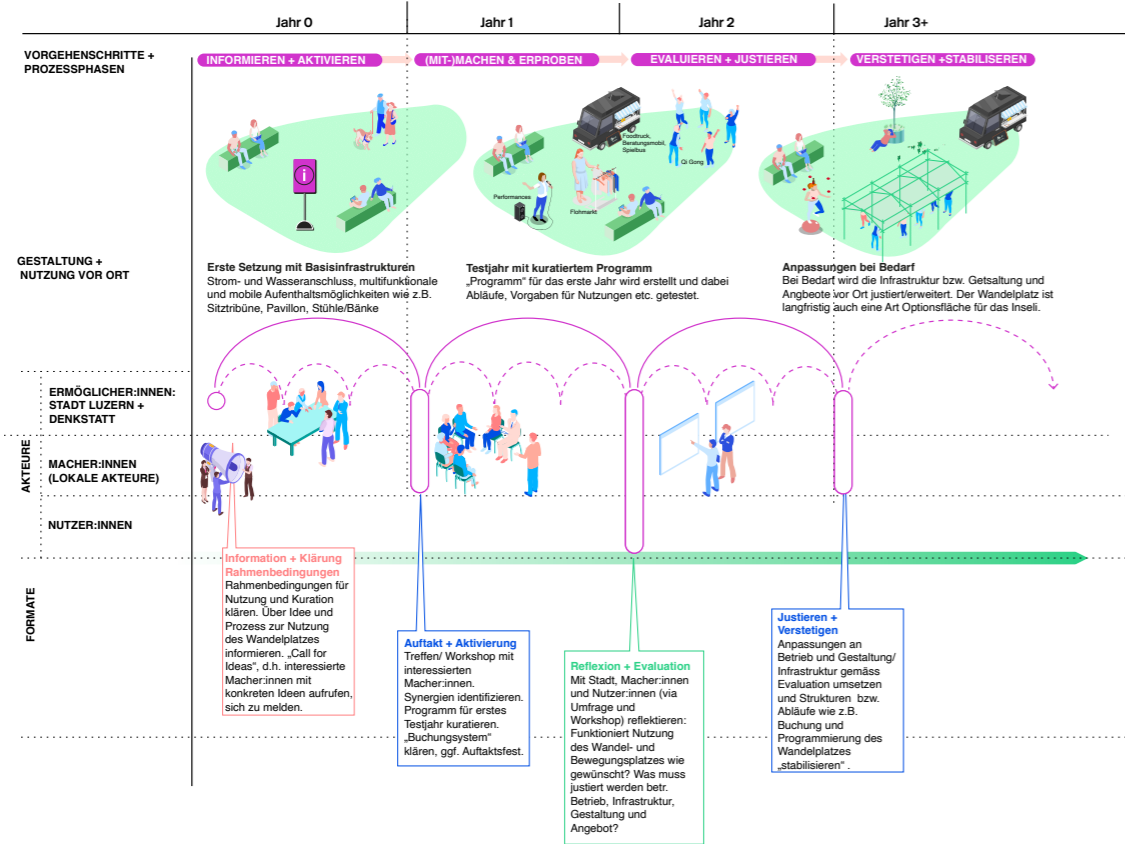 Jahr 0
Jahr 1
Jahr 2
Jahr 3+
VORGEHENSCHRITTE +
PROZESSPHASEN
INFORMIEREN + AKTIVIEREN
(MIT-)MACHEN & ERPROBEN
EVALUIEREN + JUSTIEREN
VERSTETIGEN +STABILISEREN
i
Foodtruck,
Beratungsmobil,
Spielbus
Qi Gong
Performances
Flohmarkt
GESTALTUNG +
NUTZUNG VOR ORT
Erste Setzung mit Basisinfrastrukturen
Strom- und Wasseranschluss, multifunktionale
und mobile Aufenthaltsmöglichkeiten wie z.B.
Sitztribüne, Pavillon, Stühle/Bänke
Testjahr mit kuratiertem Programm
„Programm“ für das erste Jahr wird erstellt und dabei
Abläufe, Vorgaben für Nutzungen etc. getestet.
Anpassungen bei Bedarf
Bei Bedarf wird die Infrastruktur bzw. Getsaltung und
Angbeote vor Ort justiert/erweitert. Der Wandelplatz ist
langfristig auch eine Art Optionsfläche für das Inseli.
AKTEURE
ERMÖGLICHER:INNEN:
STADT LUZERN +
DENKSTATT
MACHER:INNEN
(LOKALE AKTEURE)
NUTZER:INNEN
FORMATE
Information + Klärung
Rahmenbedingungen
Rahmenbedingungen für
Nutzung und Kuration
klären. Über Idee und
Prozess zur Nutzung
des Wandelplatzes
informieren. „Call for
Ideas“, d.h. interessierte
Macher:innen mit
konkreten Ideen aufrufen,
sich zu melden.
Auftakt + Aktivierung
Treffen/ Workshop mit
interessierten
Macher:innen.
Synergien identifizieren.
Programm für erstes
Testjahr kuratieren.
„Buchungsystem“
klären, ggf. Auftaktsfest.
Reflexion + Evaluation
Mit Stadt, Macher:innen
und Nutzer:innen (via
Umfrage und
Workshop) reflektieren:
Funktioniert Nutzung
des Wandel- und
Bewegungsplatzes wie
gewünscht? Was muss
justiert werden betr.
Betrieb, Infrastruktur,
Gestaltung und
Angebot?
Justieren +
Verstetigen
Anpassungen an
Betrieb und Gestaltung/
Infrastruktur gemäss
Evaluation umsetzen
und Strukturen bzw.
Abläufe wie z.B.
Buchung und
Programmierung des
Wandelplatzes
„stabilisieren“ .